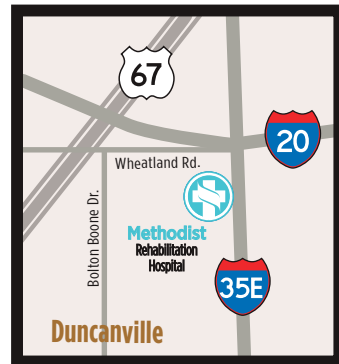 67
20
Wheatland Rd.
Bolton Boone Dr.
Methodist
Rehabilitation
Hospital
35E
Duncanville